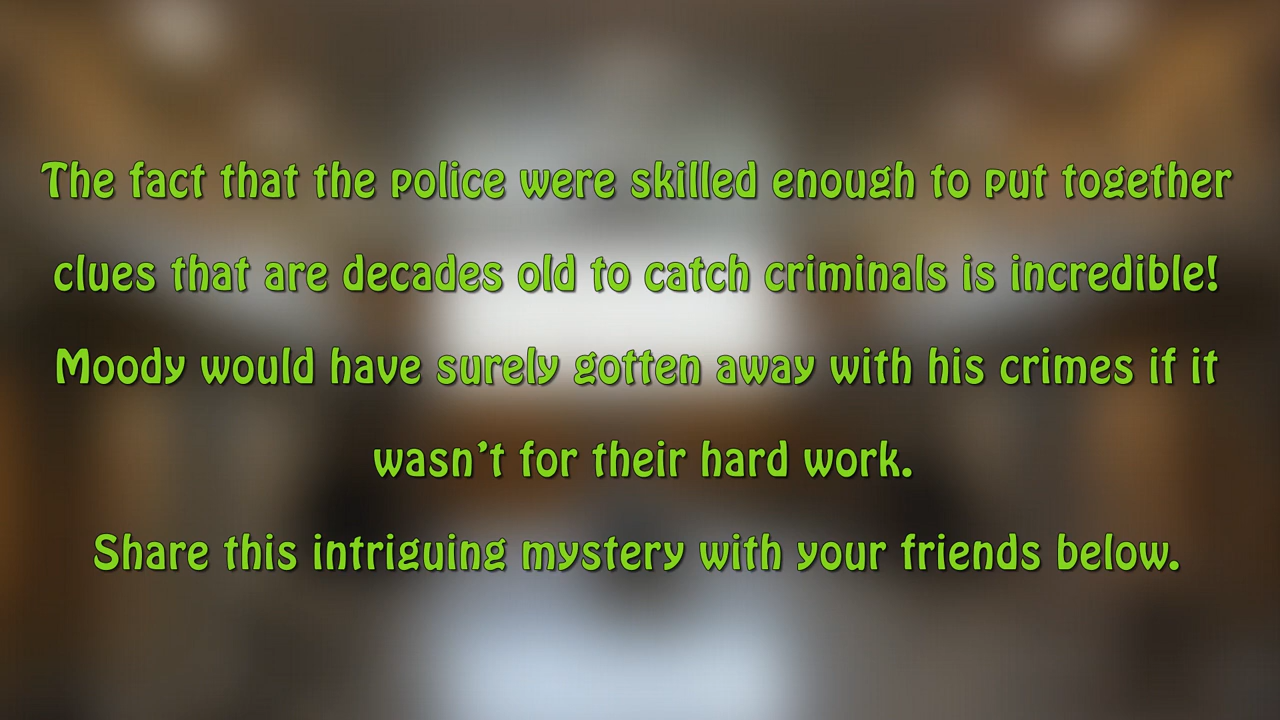 The fact that the police were skilled enough to put together
clues that are decades old to catch criminals is incredible!
Moody would have surely gotten away with his crimes if it
wasn’t for their hard work.
Share this intriguing mystery with your friends below.